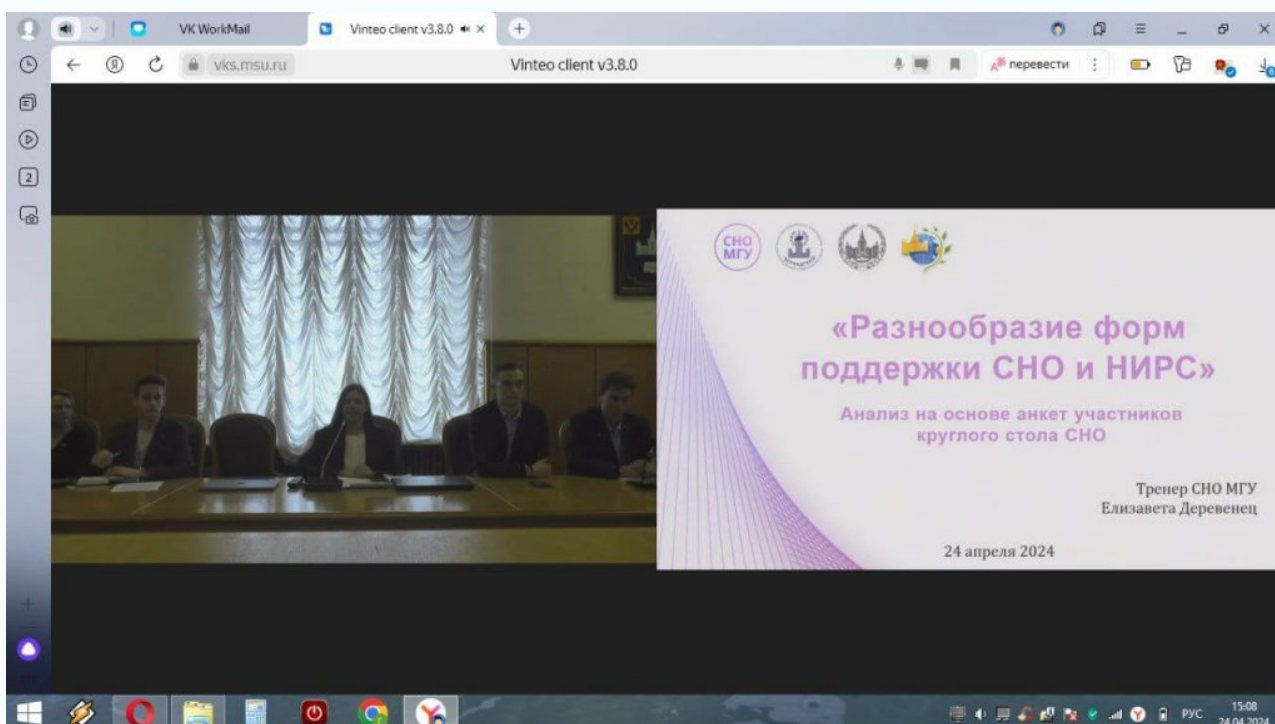 VK WorkMail
Vinteo client v3.8.0
vks.msu.ru
Vinteo client v3.8.0
перевести
2
СНО
МГУ
«Разнообразие форм
поддержки СНО и НИРС»
Анализ на основе анкет участников
круглого стола СНО
Тренер СНО МГУ
Елизавета Деревенец
24 апреля 2024
РУС
15:08
24.04.2024